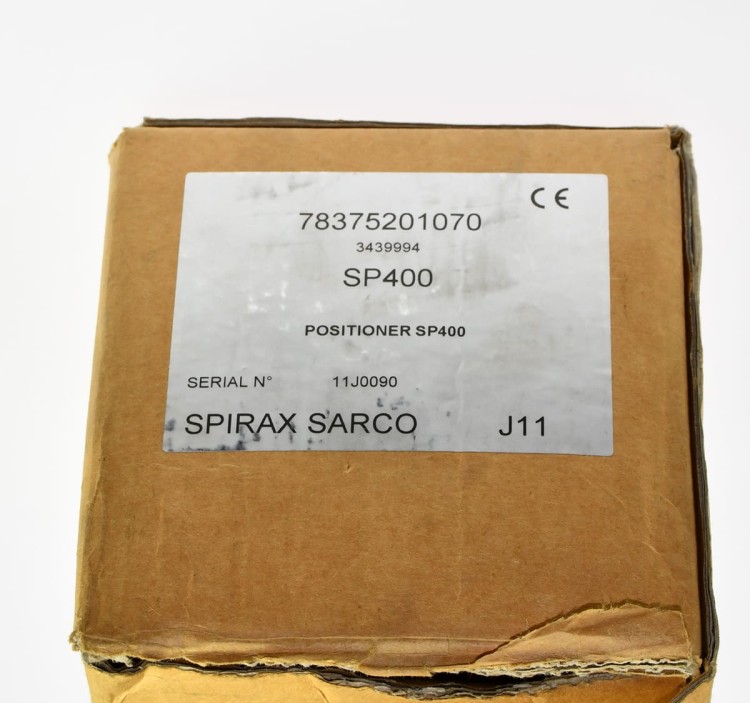 CE
78375201070
3439994
SP400
POSITIONER SP400
SERIAL N° 11J0090
SPIRAX SARCO J11